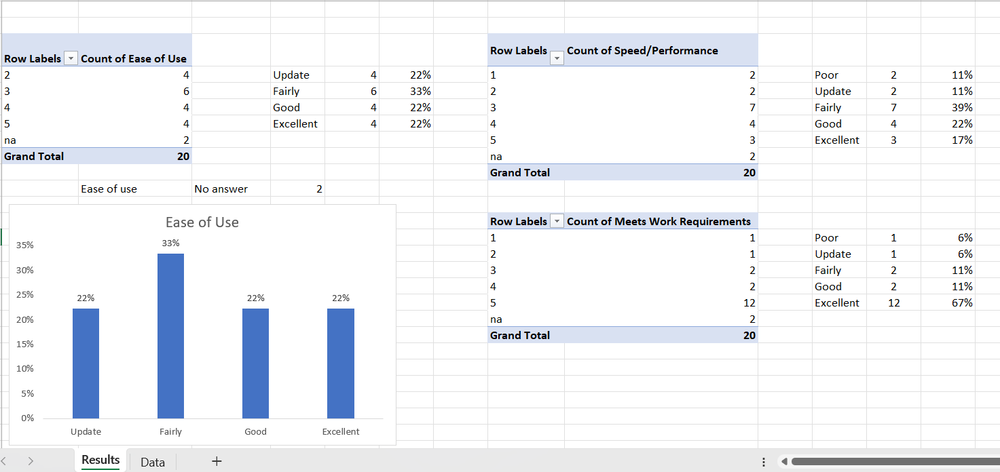 Row Labels Count of Ease of Use
2 4 Update 4 22%
3 6 Fairly 6 33%
4 4 Good 4 22%
5 4 Excellent 4 22%
na 2
Grand Total 20
Ease of use No answer 2
Ease of Use
35%
30%
25%
20%
15%
10%
5%
0%
22% 33% 22% 22%
Update Fairly Good Excellent
Row Labels Count of Speed/Performance
1 2 Poor 2 11%
2 2 Update 2 11%
3 7 Fairly 7 39%
4 4 Good 4 22%
5 3 Excellent 3 17%
na 2
Grand Total 20
Row Labels Count of Meets Work Requirements
1 1 Poor 1 6%
2 1 Update 1 6%
3 2 Fairly 2 11%
4 2 Good 2 11%
5 12 Excellent 12 67%
na 2
Grand Total 20
Results Data